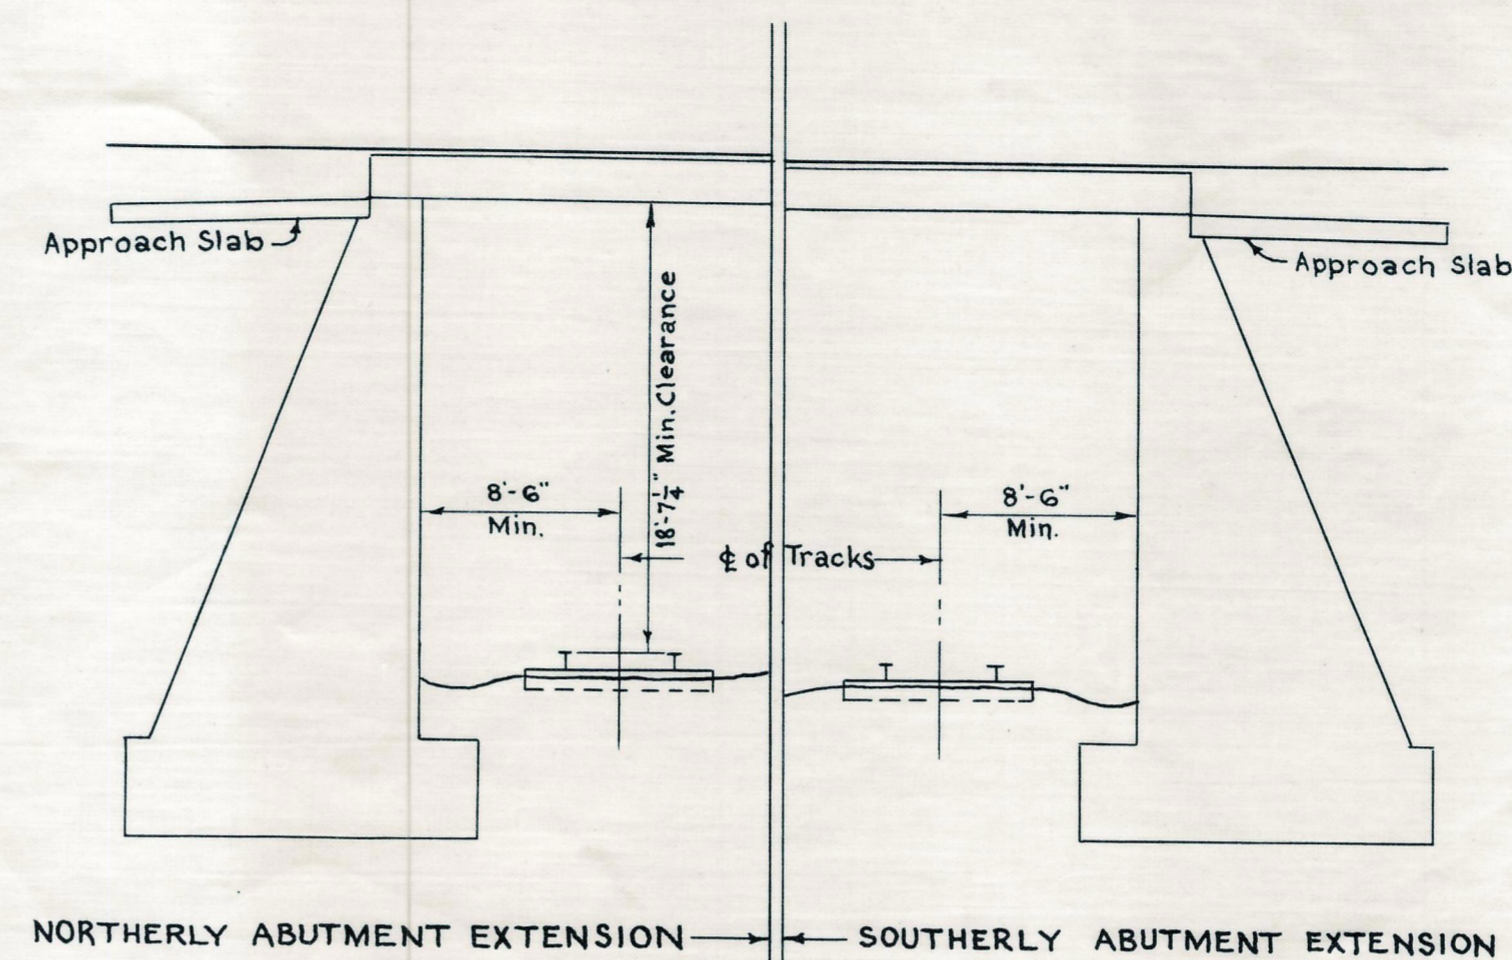 Approach Slab
Approach Slab
18'-7¼" Min. Clearance
8'-6"
Min.
8'-6"
Min.
℄ of Tracks
NORTHERLY ABUTMENT EXTENSION
SOUTHERLY ABUTMENT EXTENSION